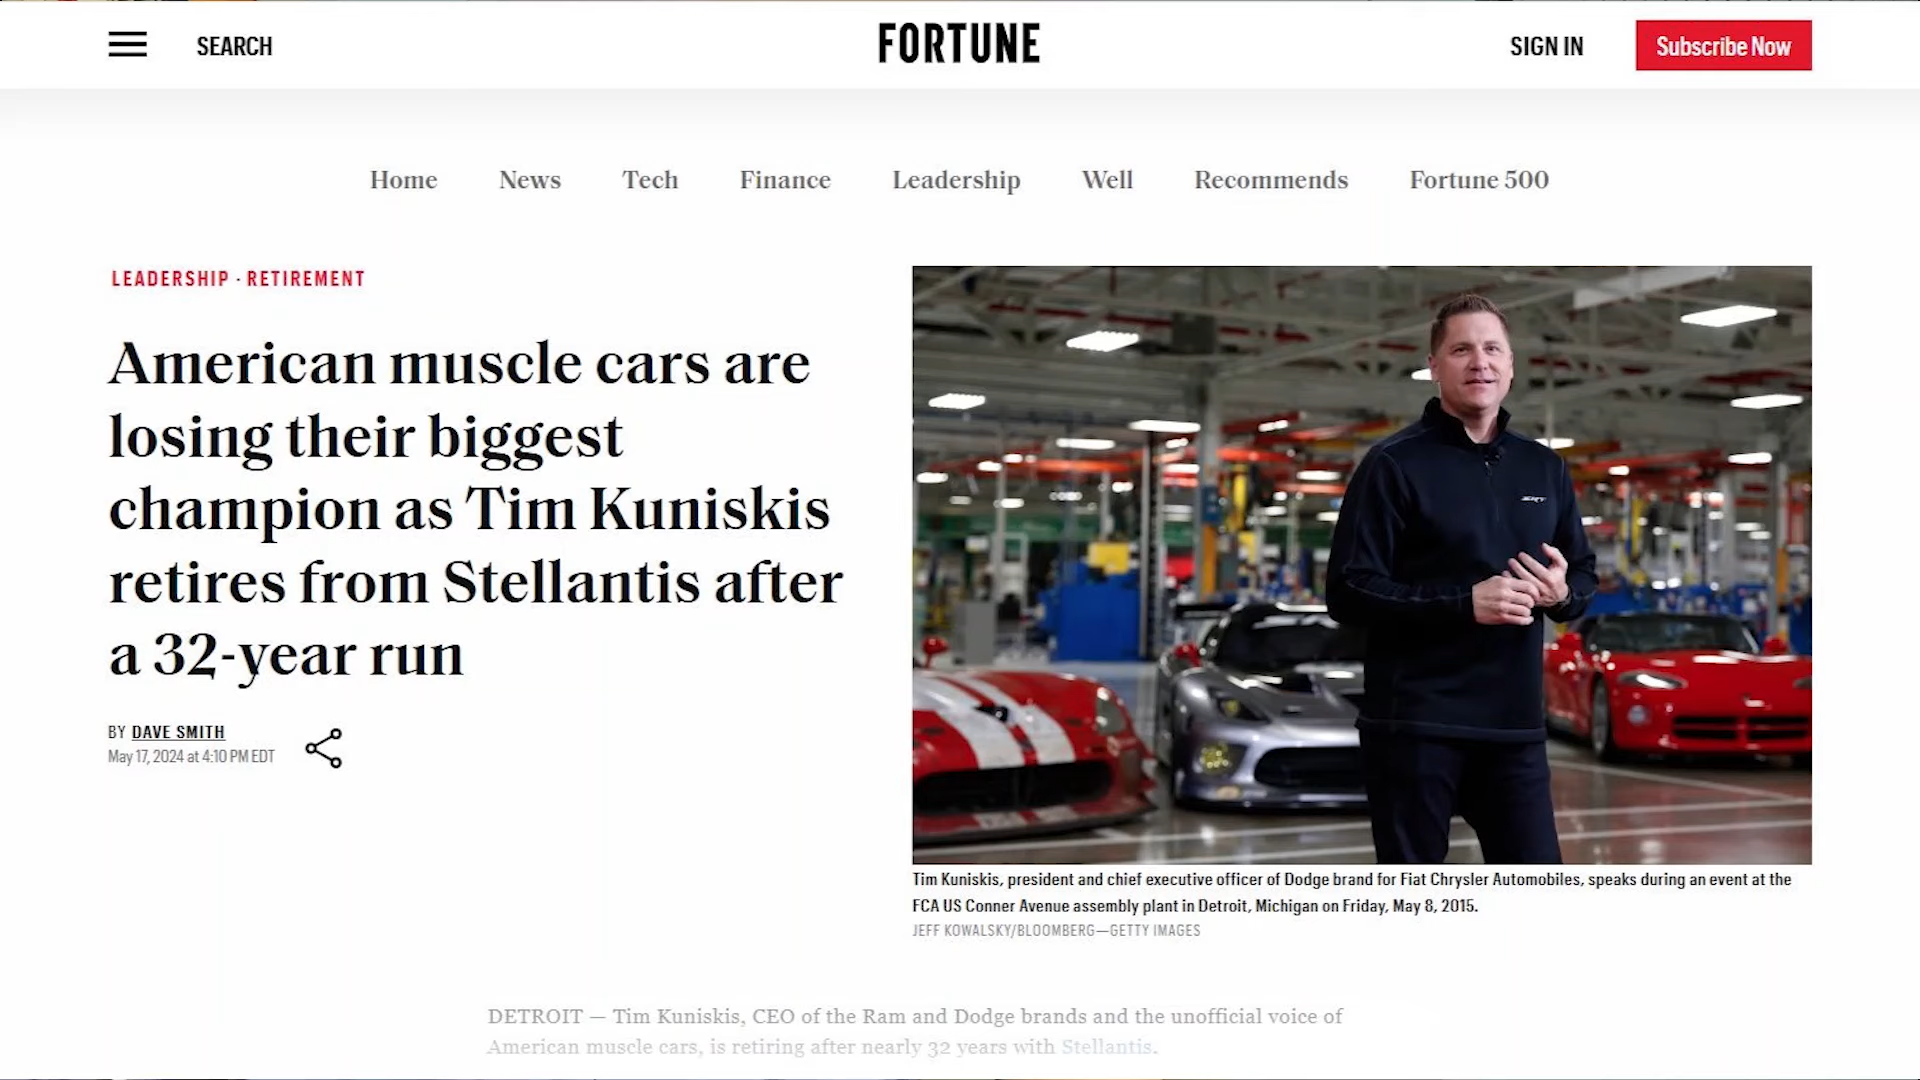 SEARCH
FORTUNE
SIGN IN
Subscribe Now
Home
News
Tech
Finance
Leadership
Well
Recommends
Fortune 500
LEADERSHIP · RETIREMENT
American muscle cars are
losing their biggest
champion as Tim Kuniskis
retires from Stellantis after
a 32-year run
BY DAVE SMITH
May 17, 2024 at 4:10 PM EDT
SRT
Tim Kuniskis, president and chief executive officer of Dodge brand for Fiat Chrysler Automobiles, speaks during an event at the
FCA US Conner Avenue assembly plant in Detroit, Michigan on Friday, May 8, 2015.
JEFF KOWALSKY/BLOOMBERG—GETTY IMAGES
DETROIT — Tim Kuniskis, CEO of the Ram and Dodge brands and the unofficial voice of
American muscle cars, is retiring after nearly 32 years with Stellantis.